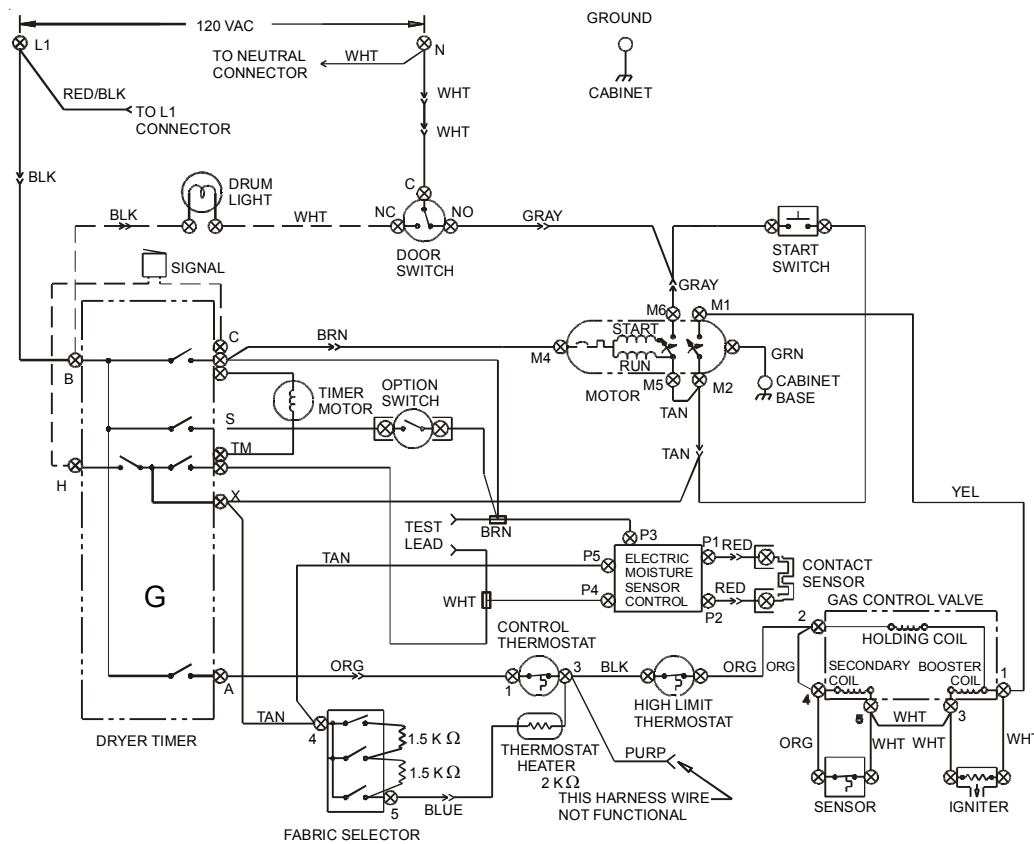 120 VAC
GROUND
L1
N
TO NEUTRAL
CONNECTOR
WHT
CABINET
RED/BLK
TO L1
CONNECTOR
WHT
WHT
BLK
DRUM
LIGHT
C
BLK
WHT
NC
NO
GRAY
DOOR
SWITCH
START
SWITCH
SIGNAL
GRAY
M6
M1
C
BRN
START
M4
RUN
GRN
B
M5
M2
CABINET
BASE
MOTOR
TAN
TIMER
MOTOR
OPTION
SWITCH
S
TM
TAN
H
X
YEL
TEST
LEAD
BRN
P3
P1
RED
TAN
P5
ELECTRIC
MOISTURE
SENSOR
CONTROL
CONTACT
SENSOR
RED
P4
P2
WHT
G
GAS CONTROL VALVE
CONTROL
THERMOSTAT
2
HOLDING COIL
ORG
3
BLK
ORG
ORG
SECONDARY
COIL
BOOSTER
COIL
1
A
1
4
HIGH LIMIT
THERMOSTAT
5
WHT
3
TAN
4
DRYER TIMER
1.5 K Ω
1.5 K Ω
THERMOSTAT
HEATER
2 K Ω
PURP
ORG
WHT
WHT
WHT
5
BLUE
THIS HARNESS WIRE
NOT FUNCTIONAL
SENSOR
IGNITER
FABRIC SELECTOR